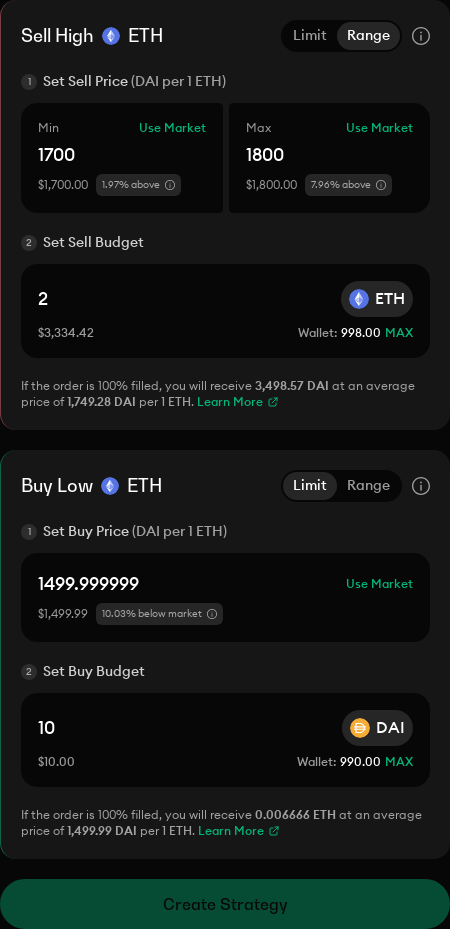 Sell High ETH Limit Range
1 Set Sell Price (DAI per 1 ETH)
Min Use Market
1700
$1,700.00 1.97% above
Max Use Market
1800
$1,800.00 7.96% above
2 Set Sell Budget
2 ETH
$3,334.42 Wallet: 998.00 MAX
If the order is 100% filled, you will receive 3,498.57 DAI at an average
price of 1,749.28 DAI per 1 ETH. Learn More
Buy Low ETH Limit Range
1 Set Buy Price (DAI per 1 ETH)
1499.999999 Use Market
$1,499.99 10.03% below market
2 Set Buy Budget
10 DAI
$10.00 Wallet: 990.00 MAX
If the order is 100% filled, you will receive 0.006666 ETH at an average
price of 1,499.99 DAI per 1 ETH. Learn More
Create Strategy